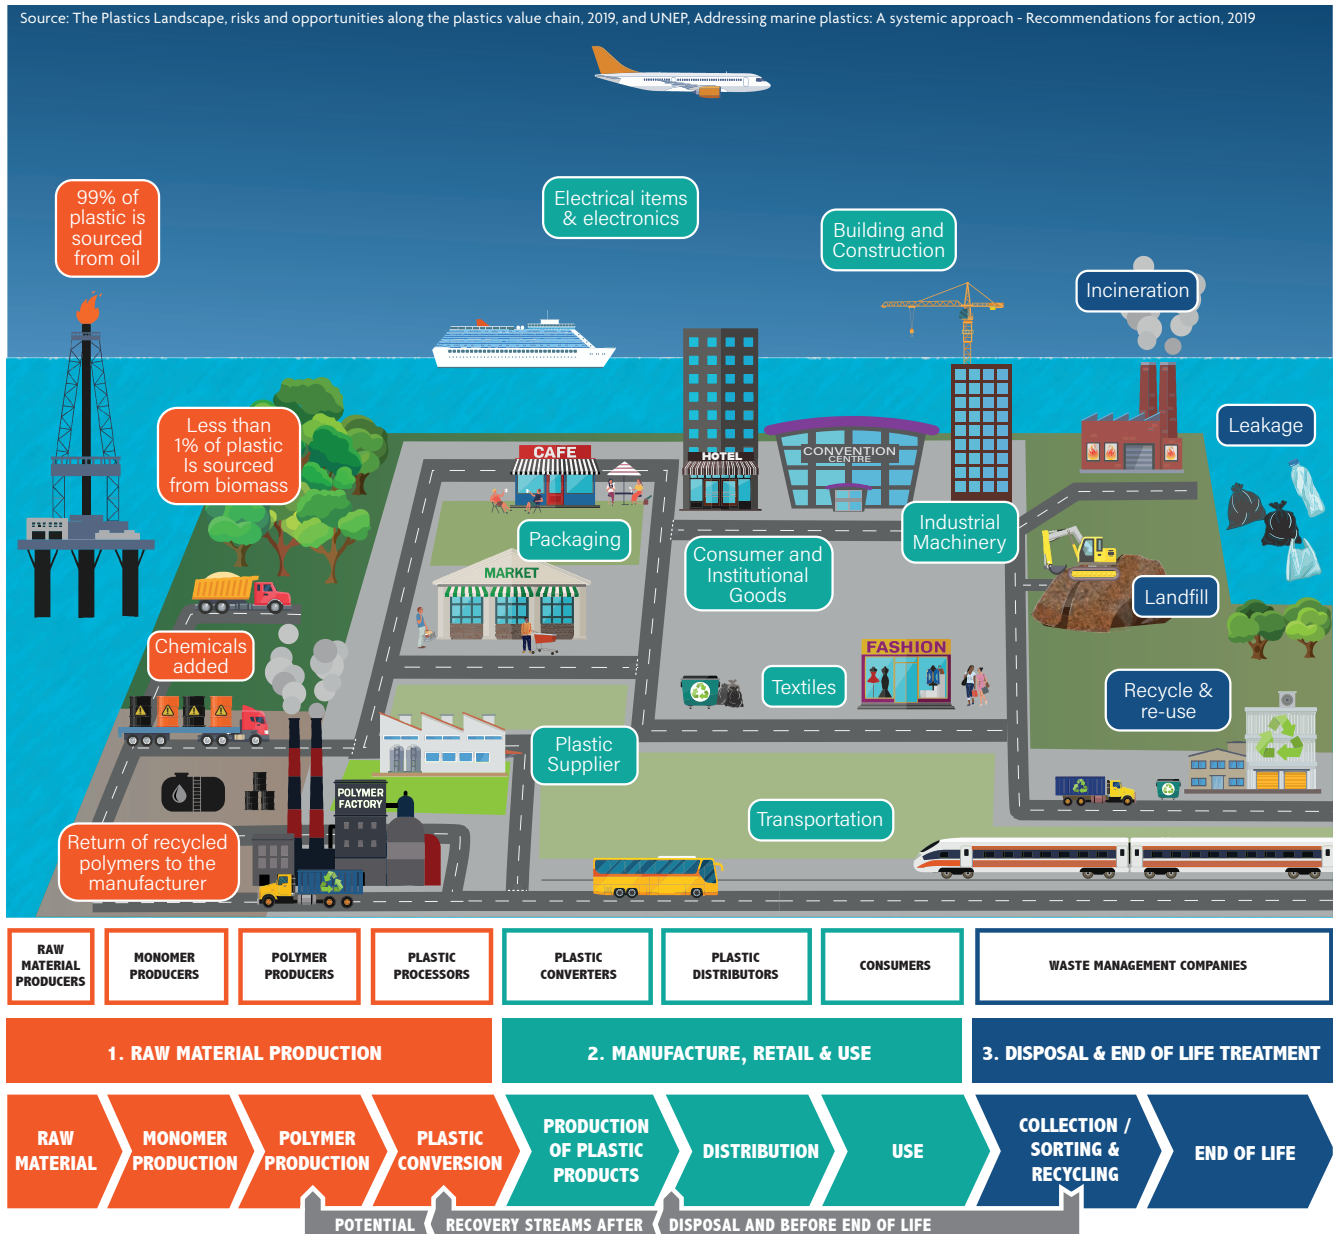 Source: The Plastics Landscape, risks and opportunities along the plastics value chain, 2019, and UNEP, Addressing marine plastics: A systemic approach - Recommendations for action, 2019
99% of
plastic is
sourced
from oil
Electrical items
& electronics
Building and
Construction
Incineration
Less than
1% of plastic
Is sourced
from biomass
Leakage
CAFE
HOTEL
CONVENTION
CENTRE
Packaging
Industrial
Machinery
Consumer and
Institutional
Goods
MARKET
Landfill
Chemicals
added
FASHION
Textiles
Recycle &
re-use
Plastic
Supplier
POLYMER
FACTORY
Transportation
Return of recycled
polymers to the
manufacturer
RAW
MATERIAL
PRODUCERS
MONOMER
PRODUCERS
POLYMER
PRODUCERS
PLASTIC
PROCESSORS
PLASTIC
CONVERTERS
PLASTIC
DISTRIBUTORS
CONSUMERS
WASTE MANAGEMENT COMPANIES
1. RAW MATERIAL PRODUCTION
2. MANUFACTURE, RETAIL & USE
3. DISPOSAL & END OF LIFE TREATMENT
RAW
MATERIAL
MONOMER
PRODUCTION
POLYMER
PRODUCTION
PLASTIC
CONVERSION
PRODUCTION
OF PLASTIC
PRODUCTS
DISTRIBUTION
USE
COLLECTION /
SORTING &
RECYCLING
END OF LIFE
POTENTIAL RECOVERY STREAMS AFTER DISPOSAL AND BEFORE END OF LIFE